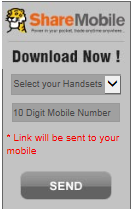 ShareMobile
Power in your pocket, trade anytime anywhere..
Download Now !
Select your Handsets
10 Digit Mobile Number
* Link will be sent to your
mobile
SEND